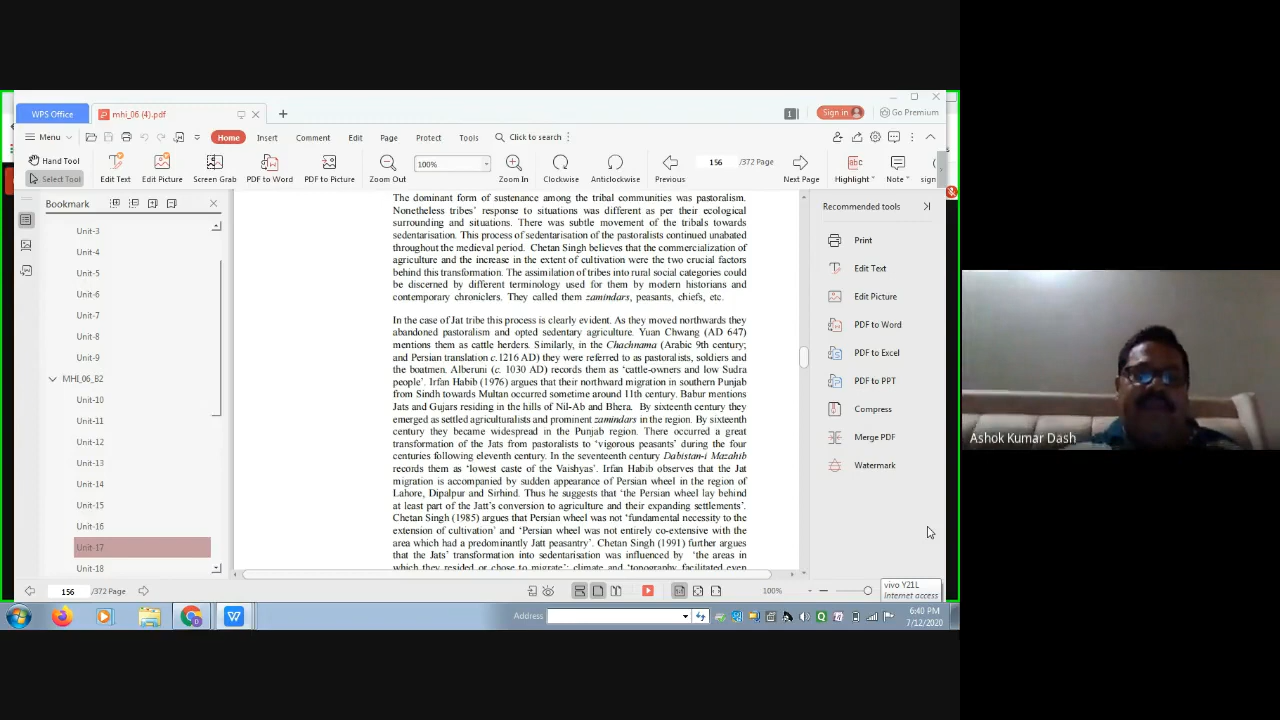 WPS Office
mhi_06 (4).pdf
1
Sign in
Go Premium
Menu
Home
Insert
Comment
Edit
Page
Protect
Tools
Click to search
Hand Tool
Select Tool
Edit Text
Edit Picture
Screen Grab
PDF to Word
PDF to Picture
Zoom Out
100%
Zoom In
Clockwise
Anticlockwise
Previous
156
/372 Page
Next Page
Highlight
Note
sign
Bookmark
Unit-3
Unit-4
Unit-5
Unit-6
Unit-7
Unit-8
Unit-9
MHI_06_B2
Unit-10
Unit-11
Unit-12
Unit-13
Unit-14
Unit-15
Unit-16
Unit-17
Unit-18
The dominant form of sustenance among the tribal communities was pastoralism.
Nonetheless tribes' response to situations was different as per their ecological
surrounding and situations. There was subtle movement of the tribals towards
sedentarisation. This process of sedentarisation of the pastoralists continued unabated
throughout the medieval period. Chetan Singh believes that the commercialization of
agriculture and the increase in the extent of cultivation were the two crucial factors
behind this transformation. The assimilation of tribes into rural social categories could
be discerned by different terminology used for them by modern historians and
contemporary chroniclers. They called them zamindars, peasants, chiefs, etc.
In the case of Jat tribe this process is clearly evident. As they moved northwards they
abandoned pastoralism and opted sedentary agriculture. Yuan Chwang (AD 647)
mentions them as cattle herders. Similarly, in the Chachnama (Arabic 9th century;
and Persian translation c.1216 AD) they were referred to as pastoralists, soldiers and
the boatmen. Alberuni (c. 1030 AD) records them as 'cattle-owners and low Sudra
people'. Irfan Habib (1976) argues that their northward migration in southern Punjab
from Sindh towards Multan occurred sometime around 11th century. Babur mentions
Jats and Gujars residing in the hills of Nil-Ab and Bhera. By sixteenth century they
emerged as settled agriculturalists and prominent zamindars in the region. By sixteenth
century they became widespread in the Punjab region. There occurred a great
transformation of the Jats from pastoralists to 'vigorous peasants' during the four
centuries following eleventh century. In the seventeenth century Dabistan-i Mazahib
records them as 'lowest caste of the Vaishyas'. Irfan Habib observes that the Jat
migration is accompanied by sudden appearance of Persian wheel in the region of
Lahore, Dipalpur and Sirhind. Thus he suggests that 'the Persian wheel lay behind
at least part of the Jatt's conversion to agriculture and their expanding settlements'.
Chetan Singh (1985) argues that Persian wheel was not 'fundamental necessity to the
extension of cultivation' and 'Persian wheel was not entirely co-extensive with the
area which had a predominantly Jatt peasantry'. Chetan Singh (1991) further argues
that the Jats' transformation into sedentarisation was influenced by 'the areas in
which they resided or chose to migrate'; climate and 'topography facilitated even
Recommended tools
Print
Edit Text
Edit Picture
PDF to Word
PDF to Excel
PDF to PPT
Compress
Merge PDF
Watermark
156
/372 Page
100%
vivo Y21L
Internet access
Address
6:40 PM
7/12/2020
Ashok Kumar Dash